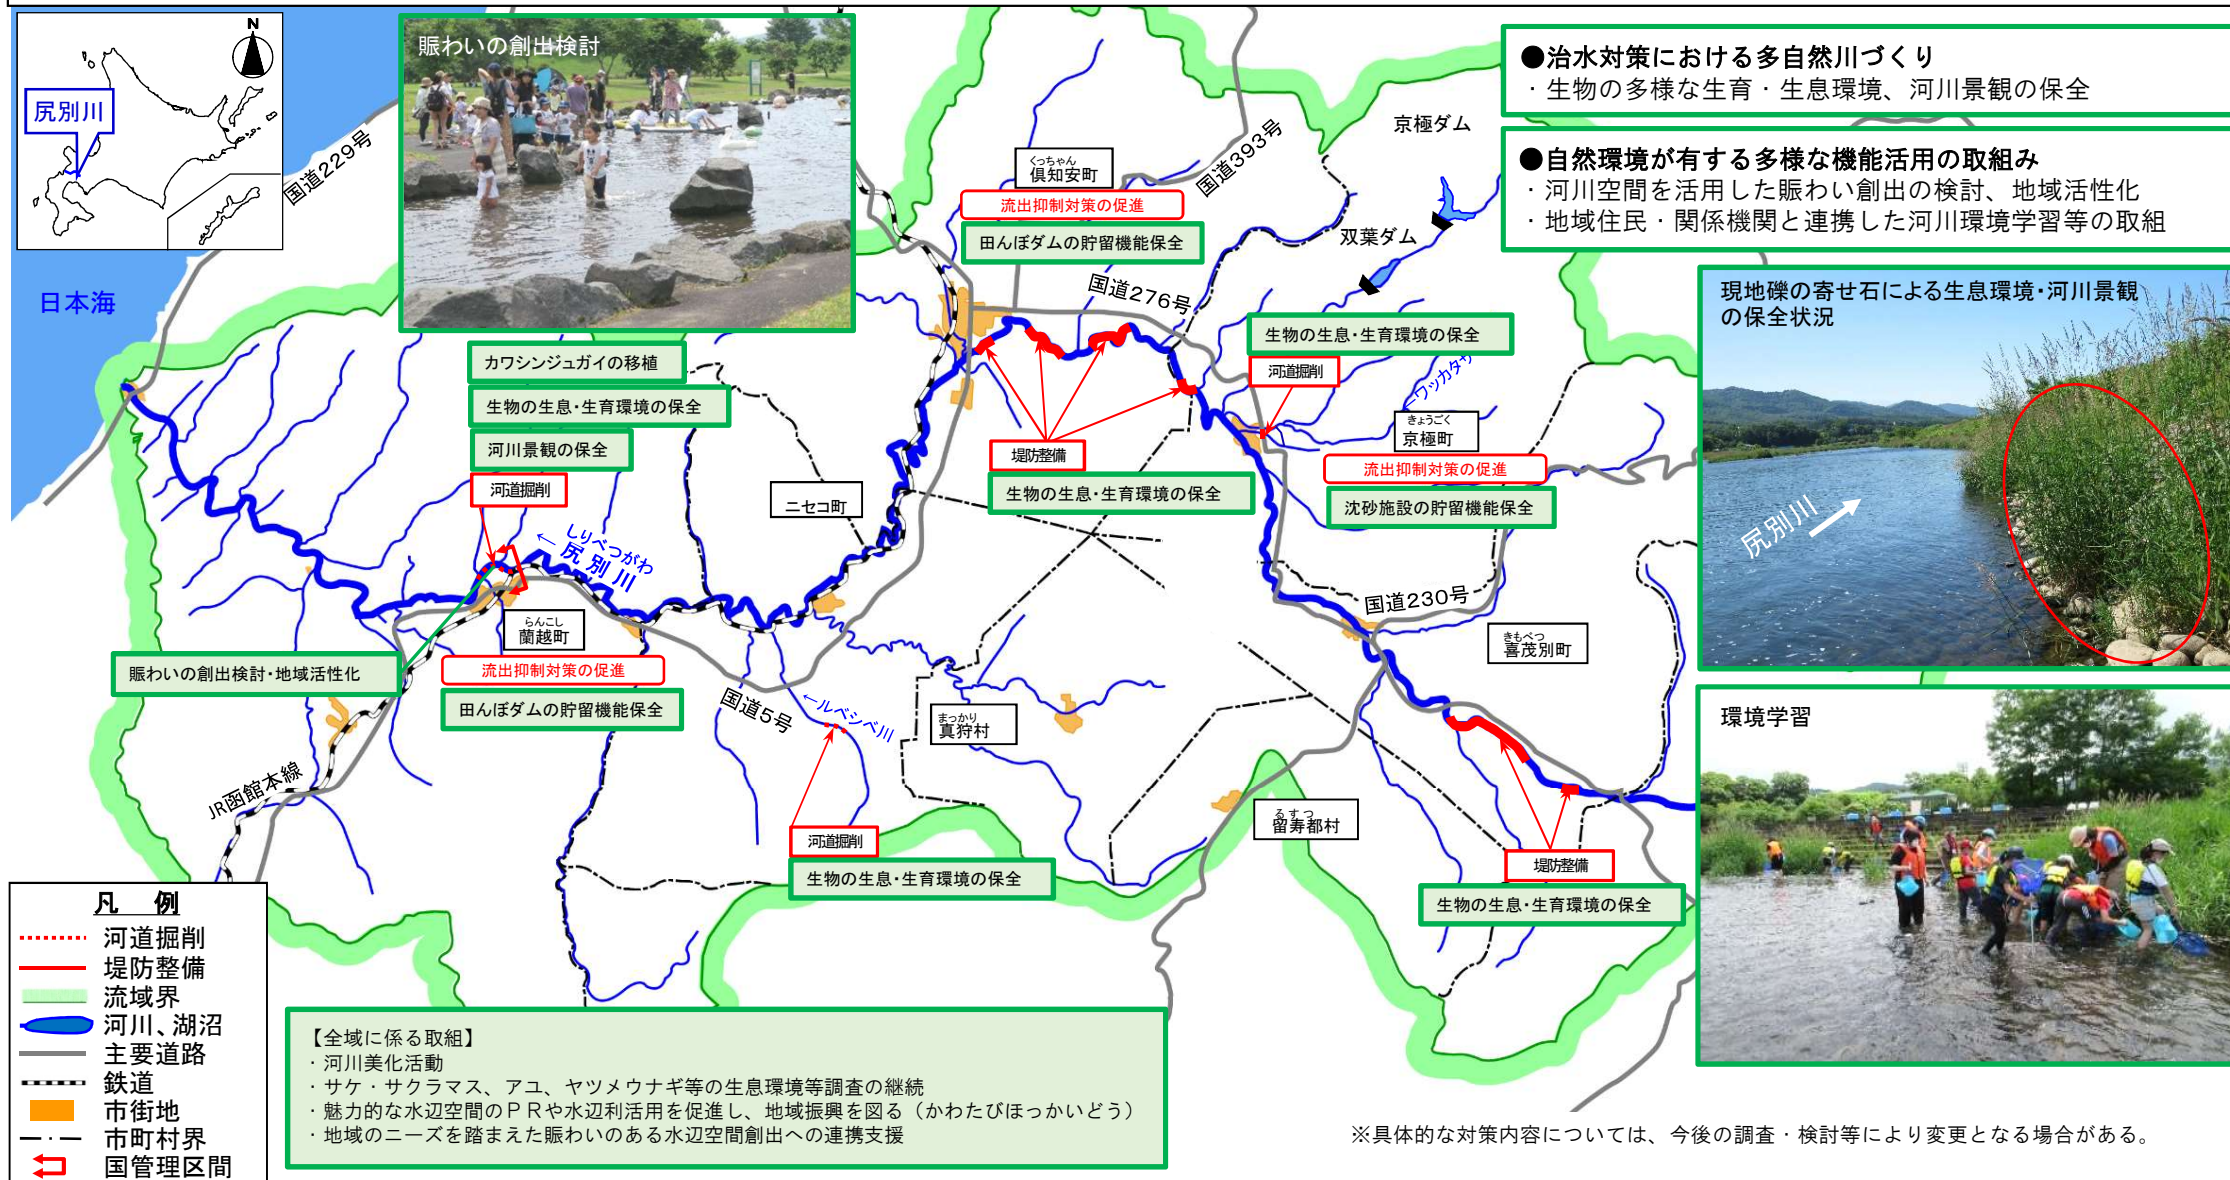 N
尻別川
国道229号
日本海
賑わいの創出検討
●治水対策における多自然川づくり
・生物の多様な生育・生息環境、河川景観の保全
●自然環境が有する多様な機能活用の取組み
・河川空間を活用した賑わい創出の検討、地域活性化
・地域住民・関係機関と連携した河川環境学習等の取組
京極ダム
双葉ダム
国道393号
くっちゃん
倶知安町
流出抑制対策の促進
田んぼダムの貯留機能保全
国道276号
生物の生息・生育環境の保全
河道掘削
←ワッカタサ
きょうごく
京極町
流出抑制対策の促進
沈砂施設の貯留機能保全
現地礫の寄せ石による生息環境・河川景観
の保全状況
尻別川
カワシンジュガイの移植
生物の生息・生育環境の保全
河川景観の保全
河道掘削
堤防整備
生物の生息・生育環境の保全
ニセコ町
しりべつがわ
←尻別川
らんこし
蘭越町
流出抑制対策の促進
田んぼダムの貯留機能保全
賑わいの創出検討・地域活性化
国道5号
←ルベシベ川
まっかり
真狩村
国道230号
きもべつ
喜茂別町
JR函館本線
河道掘削
生物の生息・生育環境の保全
るすつ
留寿都村
堤防整備
生物の生息・生育環境の保全
環境学習
凡 例
河道掘削
堤防整備
流域界
河川、湖沼
主要道路
鉄道
市街地
市町村界
国管理区間
【全域に係る取組】
・河川美化活動
・サケ・サクラマス、アユ、ヤツメウナギ等の生息環境等調査の継続
・魅力的な水辺空間のＰＲや水辺利活用を促進し、地域振興を図る（かわたびほっかいどう）
・地域のニーズを踏まえた賑わいのある水辺空間創出への連携支援
※具体的な対策内容については、今後の調査・検討等により変更となる場合がある。